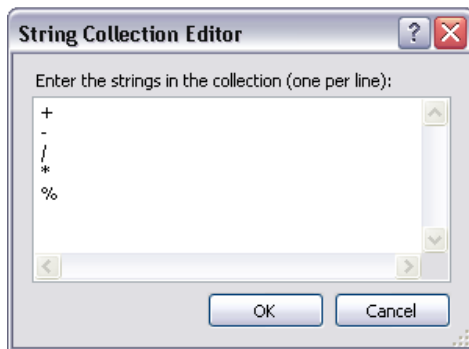 String Collection Editor
Enter the strings in the collection (one per line):
+
-
/
*
%
OK
Cancel